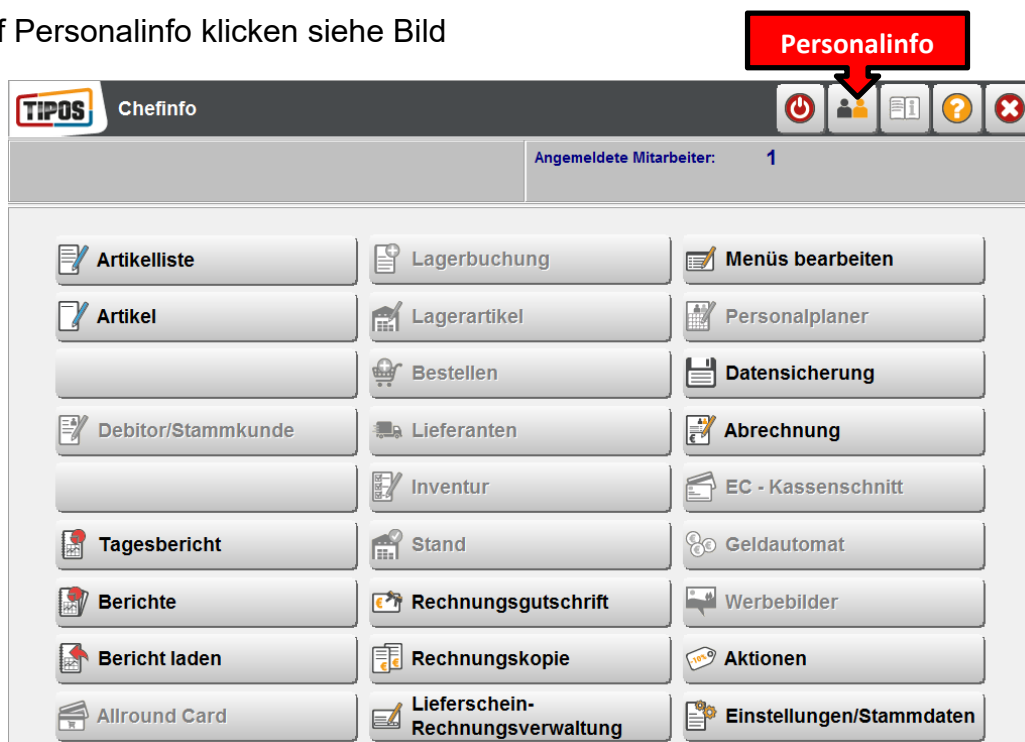 f Personalinfo klicken siehe Bild
Personalinfo
TIPOS Chefinfo
Angemeldete Mitarbeiter: 1
Artikelliste
Lagerbuchung
Menüs bearbeiten
Artikel
Lagerartikel
Personalplaner
Bestellen
Datensicherung
Debitor/Stammkunde
Lieferanten
Abrechnung
Inventur
EC - Kassenschnitt
Tagesbericht
Stand
Geldautomat
Berichte
Rechnungsgutschrift
Werbebilder
Bericht laden
Rechnungskopie
Aktionen
Allround Card
Lieferschein-
Rechnungsverwaltung
Einstellungen/Stammdaten